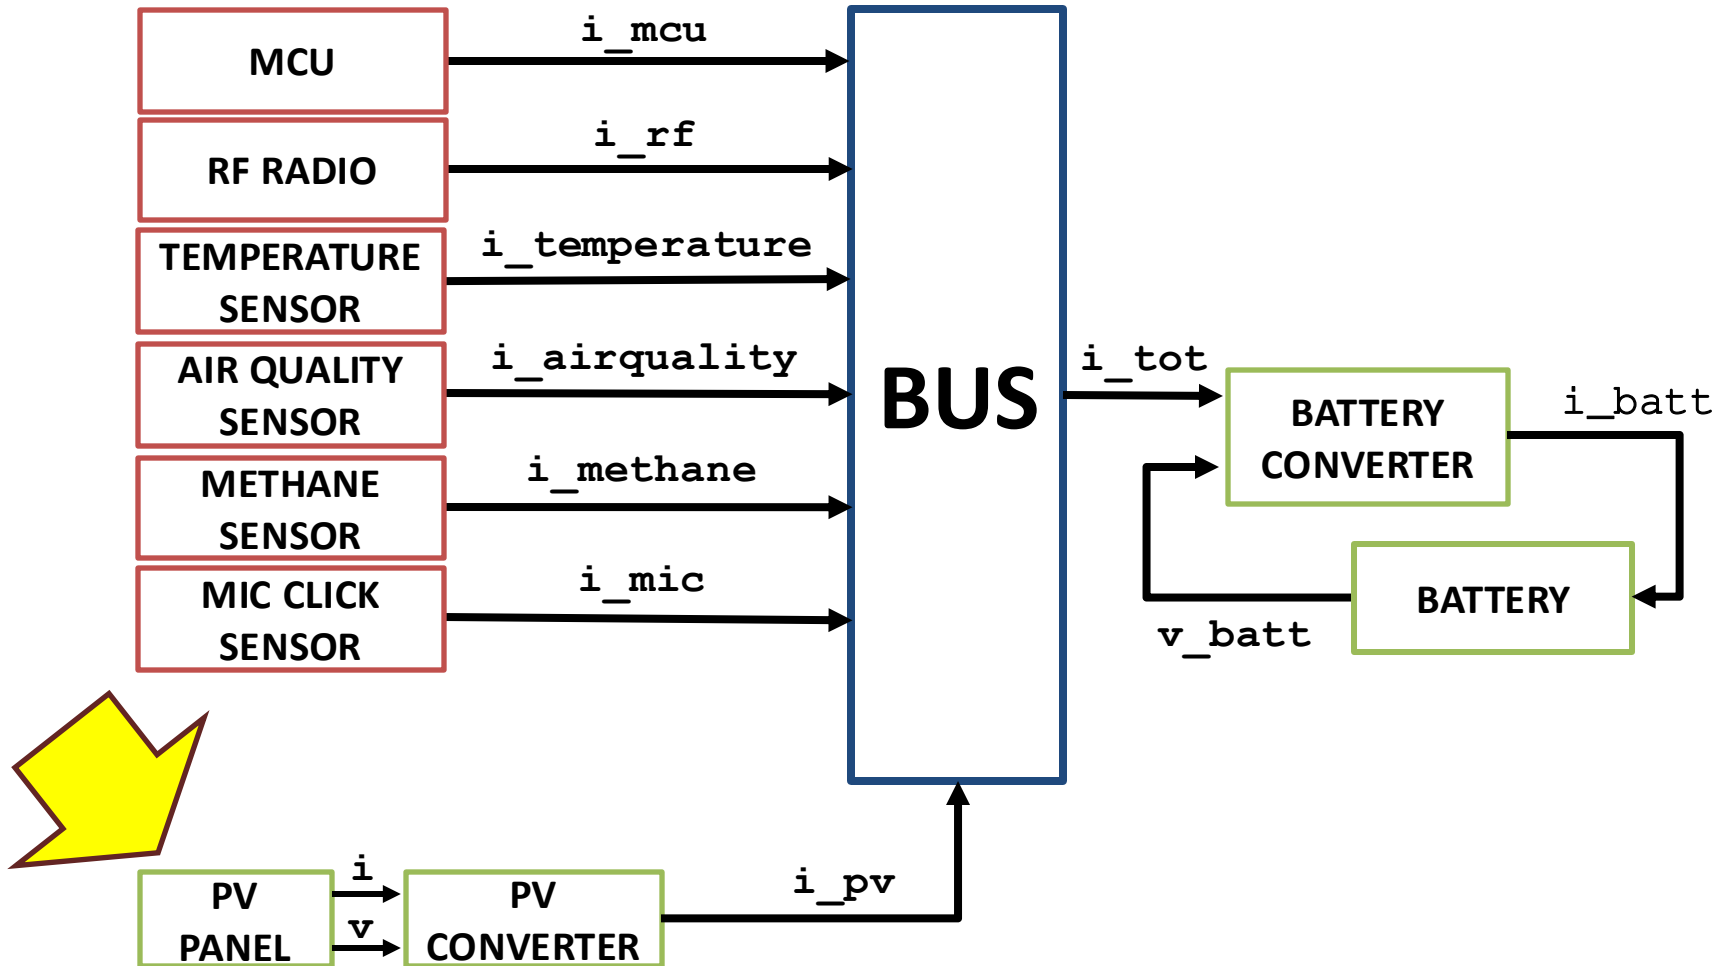 MCU
i_mcu
RF RADIO
i_rf
TEMPERATURE
SENSOR
i_temperature
AIR QUALITY
SENSOR
i_airquality
METHANE
SENSOR
i_methane
MIC CLICK
SENSOR
i_mic
BUS
i_tot
BATTERY
CONVERTER
i_batt
BATTERY
v_batt
PV
PANEL
i
v
PV
CONVERTER
i_pv